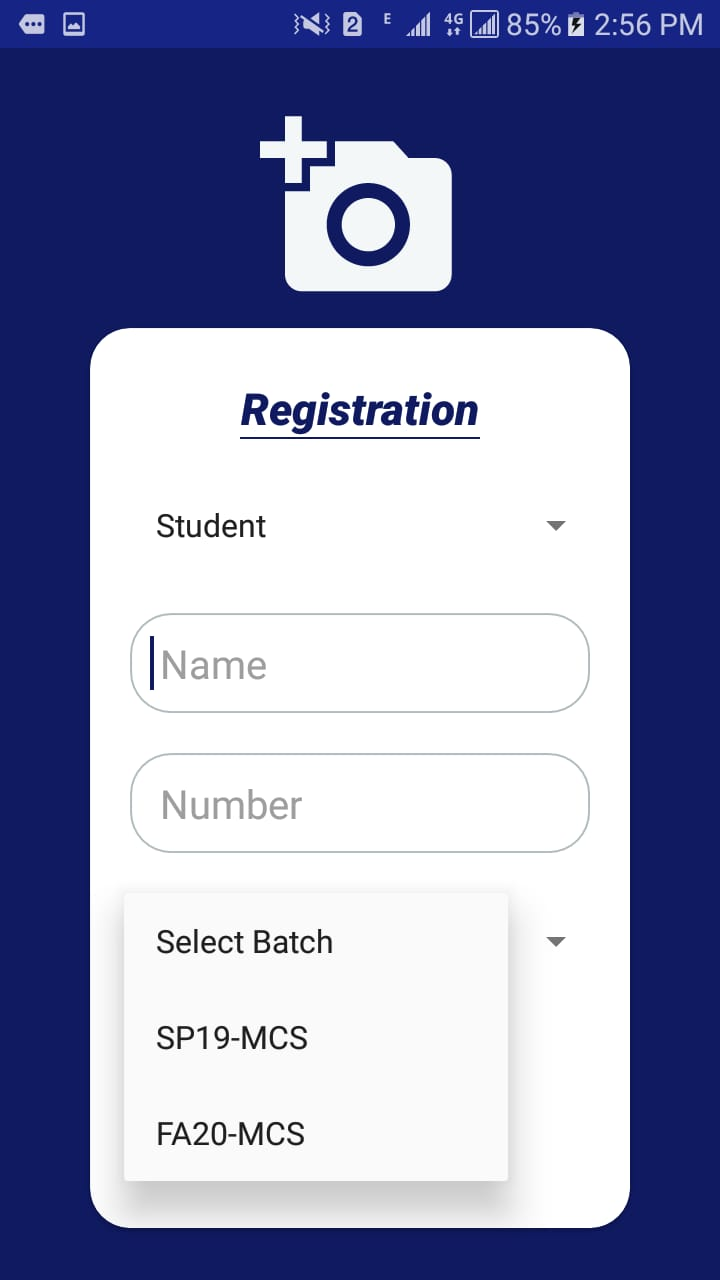 2 E 4G 85% 2:56 PM
Registration
Student
Name
Number
Select Batch
SP19-MCS
FA20-MCS